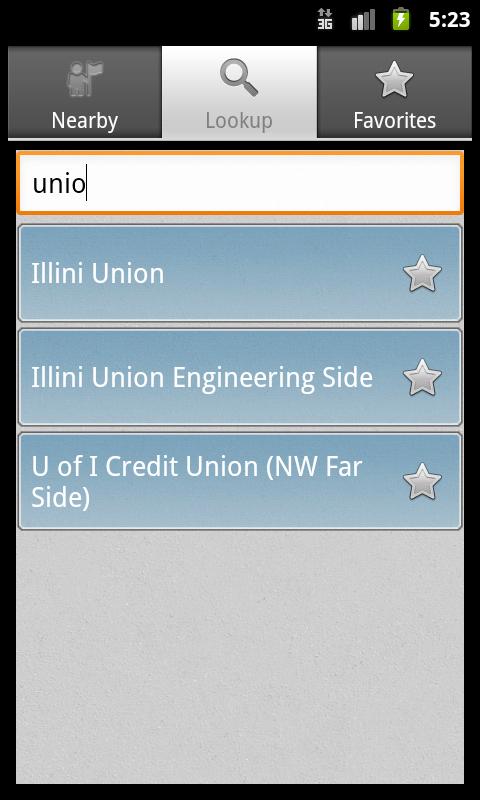 3G 5:23
Nearby Lookup Favorites
unio
Illini Union
Illini Union Engineering Side
U of I Credit Union (NW Far
Side)